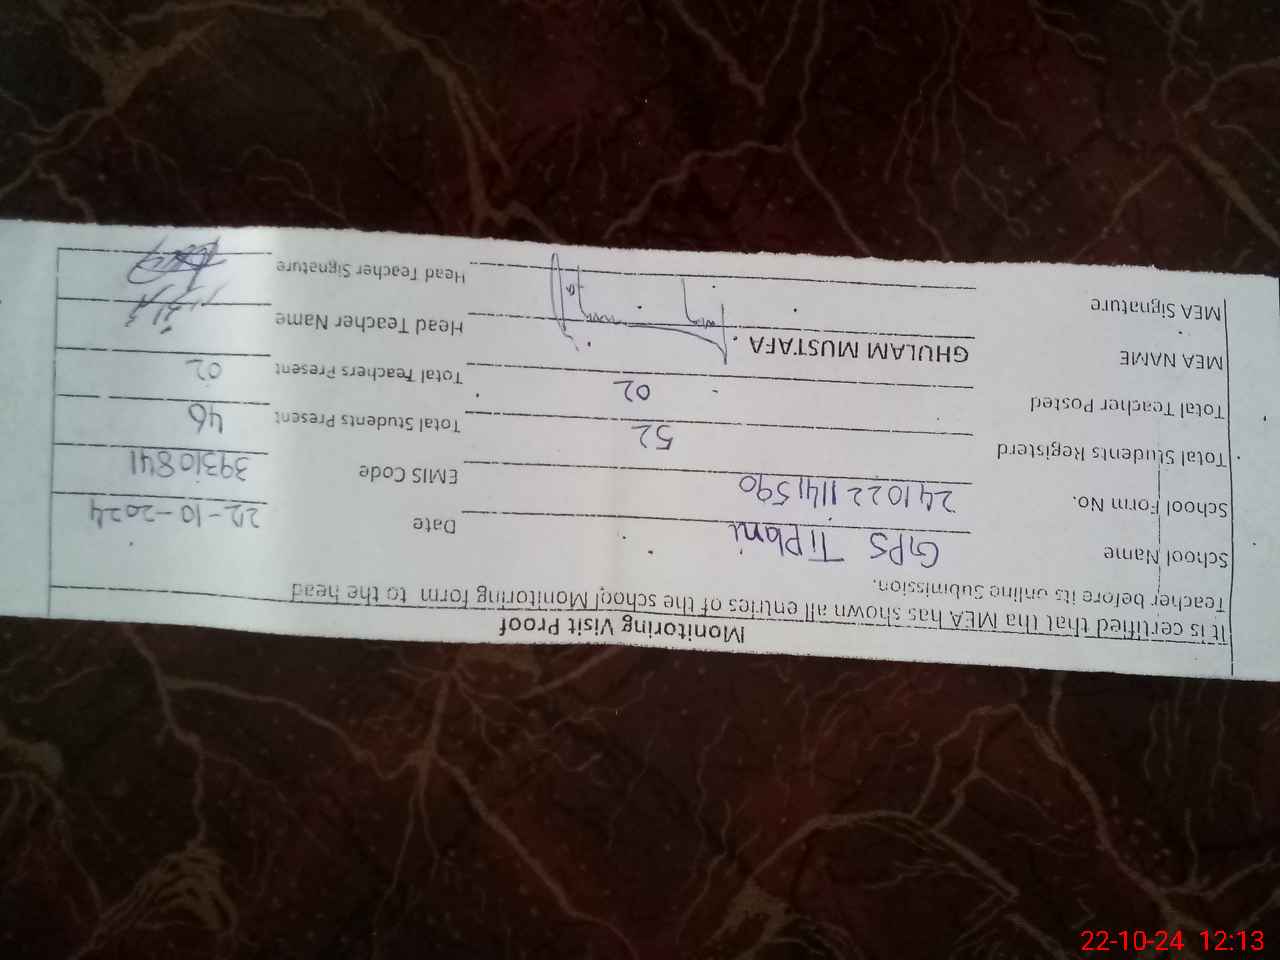 Monitoring Visit Proof
It is certified that tha MEA has shown all entries of the school Monitoring form to the head
Teacher before its online Submission.
School Name GPS TiPlani Date 22-10-2024
School Form No. 2410221141590 EMIS Code 39310841
Total Students Registerd 52 Total Students Present 46
Total Teacher Posted 02 Total Teachers Present 02
MEA NAME GHULAM MUSTAFA Head Teacher Name
MEA Signature Head Teacher Signature
22-10-24 12:13